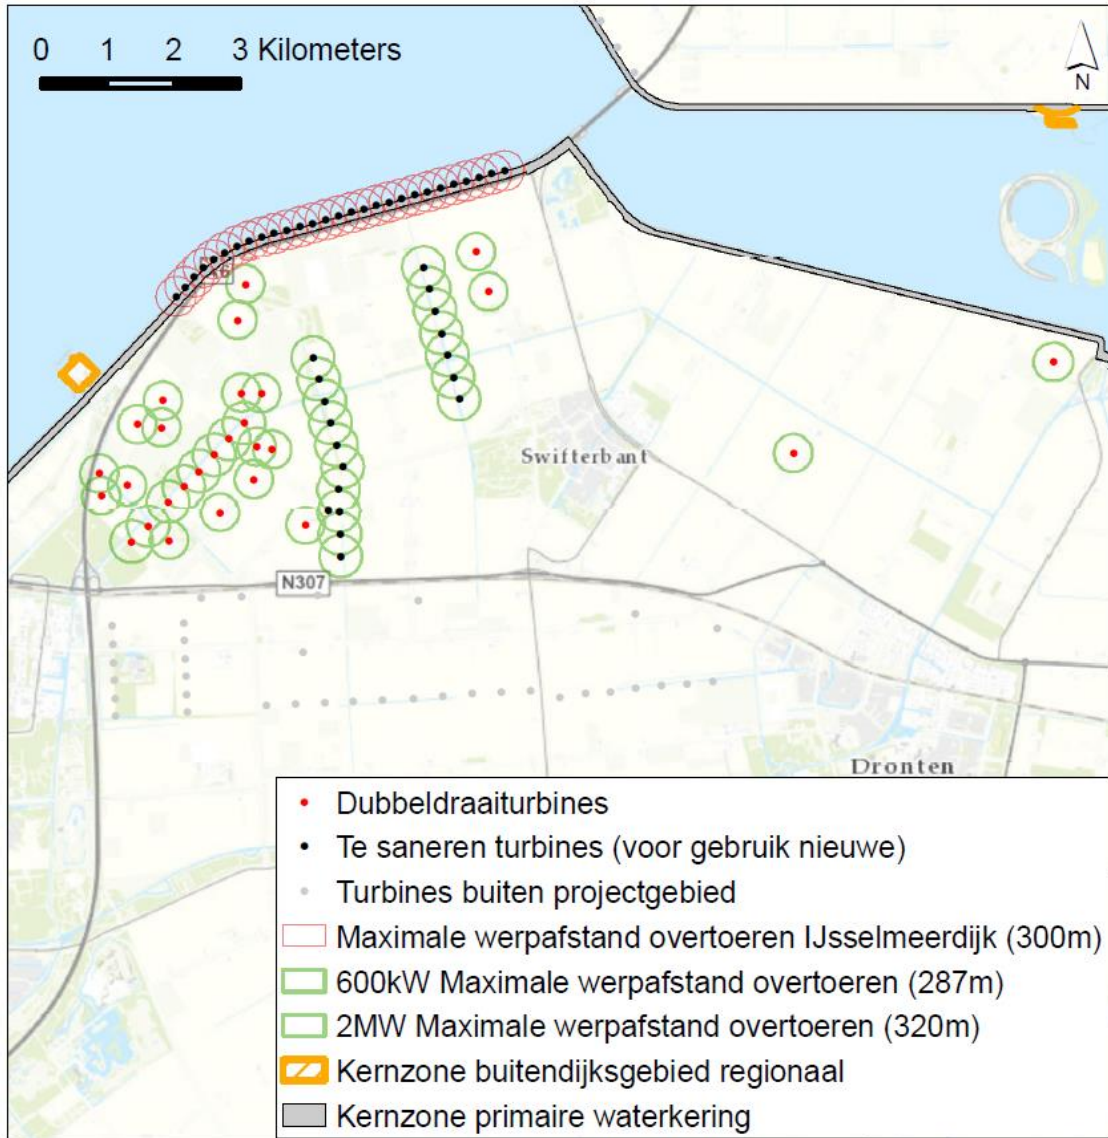 0 1 2 3 Kilometers
N
Swifterbant
N307
Dronten
Dubbeldraaiturbines
Te saneren turbines (voor gebruik nieuwe)
Turbines buiten projectgebied
Maximale werpafstand overtoeren IJsselmeerdijk (300m)
600kW Maximale werpafstand overtoeren (287m)
2MW Maximale werpafstand overtoeren (320m)
Kernzone buitendijksgebied regionaal
Kernzone primaire waterkering